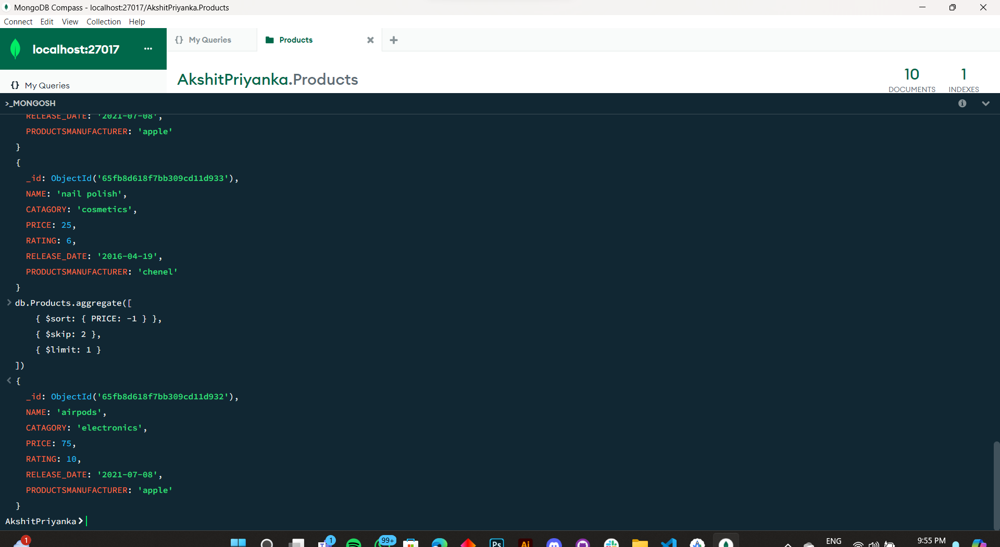 MongoDB Compass - localhost:27017/AkshitPriyanka.Products
Connect Edit View Collection Help
localhost:27017 ...
{} My Queries
Products
AkshitPriyanka.Products
10
DOCUMENTS
1
INDEXES
{} My Queries
>_MONGOSH
RELEASE_DATE: '2021-07-08',
PRODUCTSMANUFACTURER: 'apple'
}
{
_id: ObjectId('65fb8d618f7bb309cd11d933'),
NAME: 'nail polish',
CATAGORY: 'cosmetics',
PRICE: 25,
RATING: 6,
RELEASE_DATE: '2016-04-19',
PRODUCTSMANUFACTURER: 'chenel'
}
> db.Products.aggregate([
{ $sort: { PRICE: -1 } },
{ $skip: 2 },
{ $limit: 1 }
])
< {
_id: ObjectId('65fb8d618f7bb309cd11d932'),
NAME: 'airpods',
CATAGORY: 'electronics',
PRICE: 75,
RATING: 10,
RELEASE_DATE: '2021-07-08',
PRODUCTSMANUFACTURER: 'apple'
}
AkshitPriyanka>
1
1
99+
Ps
Ai
ENG
9:55 PM